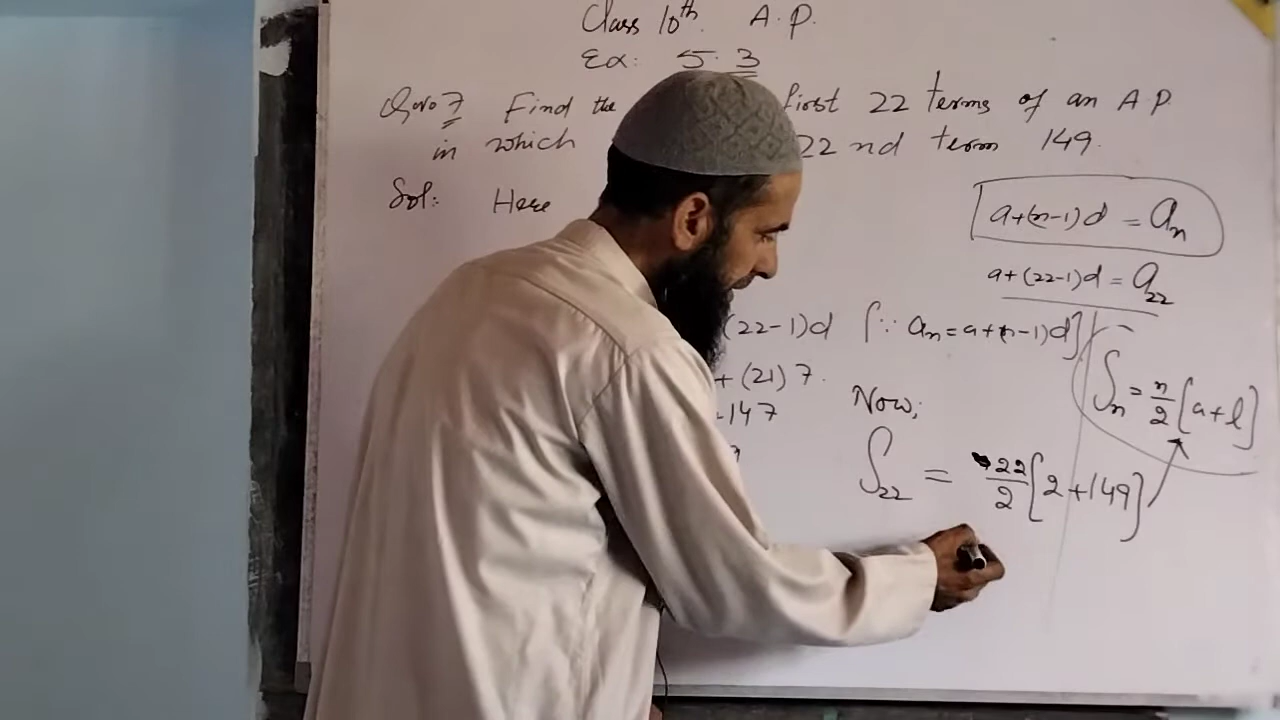 Class 10th. A.P.
Ex: 5.3
Find the first 22 terms of an A P.
in which 22 nd term 149.
Sol: Here
a+(n-1)d = an
a+(22-1)d = a22
(22-1)d [∵ an = a+(n-1)d]
+ (21) 7.
147
Now;
Sn = n/2 [a+l]
S22 = 22/2 [2+149]